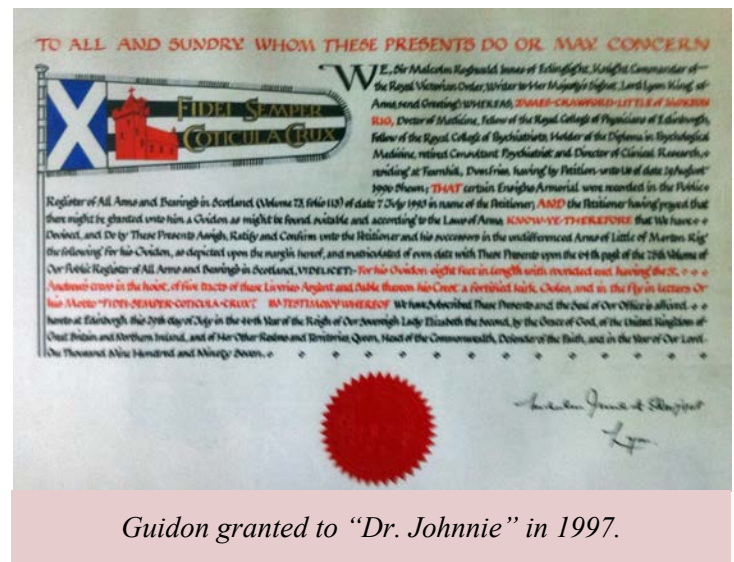 TO ALL AND SUNDRY WHOM THESE PRESENTS DO OR MAY CONCERN
FIDEI SEMPER
COTICULA CRUX
WE, Sir Malcolm Rognvald Innes of Edingight, Knight Commander of
the Royal Victorian Order, Writer to Her Majesty's Signet, Lord Lyon King of
Arms, send Greeting: WHEREAS, JAMES CRAWFORD LITTLE of MORTON
RIG, Doctor of Medicine, Fellow of the Royal College of Physicians of Edinburgh,
Fellow of the Royal College of Psychiatrists, Holder of the Diploma in Psychological
Medicine, retired Consultant Psychiatrist and Director of Clinical Research,
residing at Fearnhill, Dumfries, having by Petition unto Us of date August
1996 Shewn; THAT certain Ensigns Armorial were recorded in the Public
Register of All Arms and Bearings in Scotland (Volume 73, folio 113) of date 7 July 1993 in name of the Petitioner; AND the Petitioner having prayed that
there might be granted unto him a Guidon as might be found suitable and according to the Laws of Arms, KNOW YE THEREFORE that We have
Devised, and Do by These Presents Assign, Ratify and Confirm unto the Petitioner and his successors in the undifferenced Arms of Little of Morton Rig
the following for his Guidon, as depicted upon the margin hereof, and matriculated of even date with These Presents upon the 64th page of the 78th Volume of
Our Public Register of All Arms and Bearings in Scotland, VIDELICET: For his Guidon eight feet in length with rounded end having the St.
Andrew's cross in the hoist, of five tracts of these Liveries Argent and Sable thereon his Crest a fortified kirk, Gules, and in the Fly in letters Or
his Motto "FIDEI SEMPER COTICULA CRUX". IN TESTIMONY WHEREOF We have Subscribed These Presents and the Seal of Our Office is affixed
hereto at Edinburgh, this 29th day of July in the 46th Year of the Reign of Our Sovereign Lady Elizabeth the Second, by the Grace of God, of the United Kingdom of
Great Britain and Northern Ireland, and of Her Other Realms and Territories, Queen, Head of the Commonwealth, Defender of the Faith, and in the Year of Our Lord
One Thousand Nine Hundred and Ninety Seven.
Malcolm Innes of Edingight
Lyon
Guidon granted to “Dr. Johnnie” in 1997.